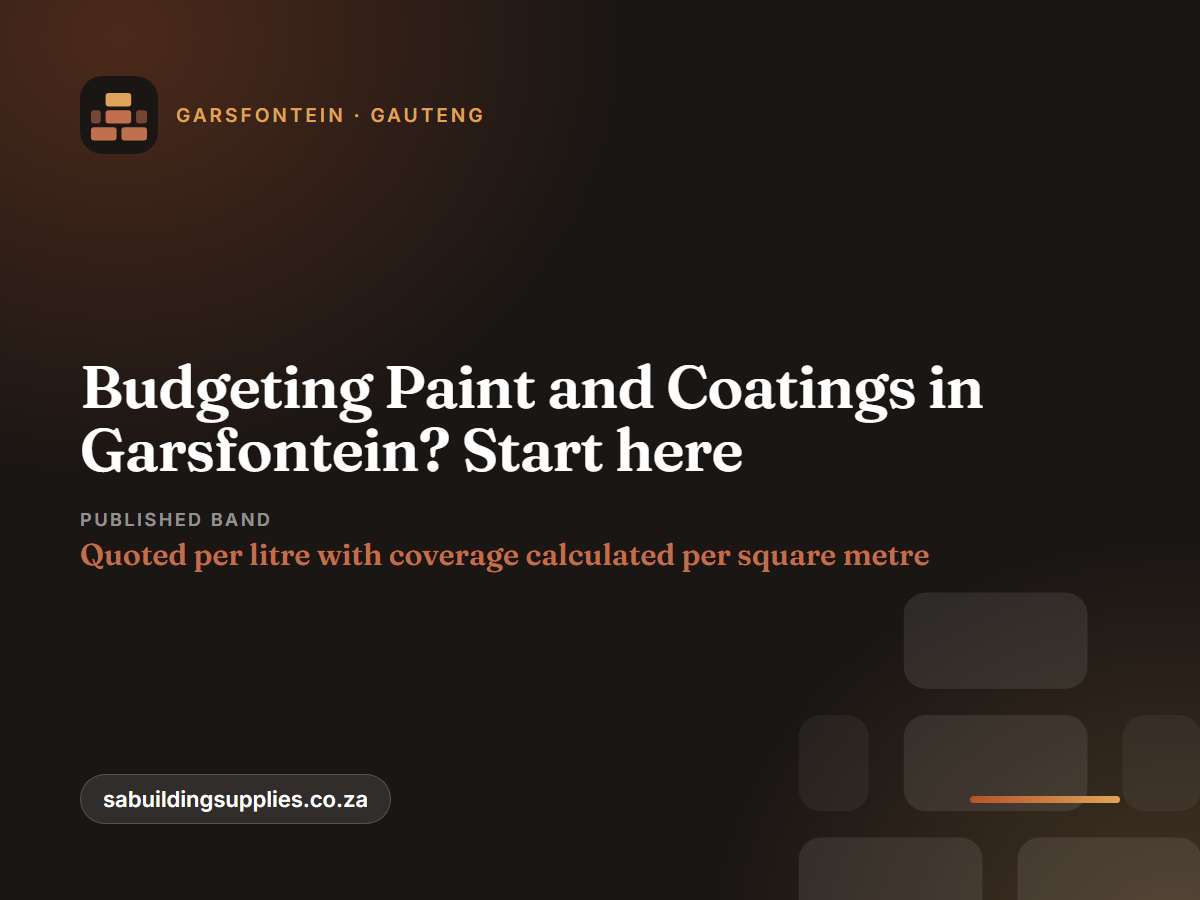 GARSFONTEIN · GAUTENG
Budgeting Paint and Coatings in
Garsfontein? Start here
PUBLISHED BAND
Quoted per litre with coverage calculated per square metre
sabuildingsupplies.co.za